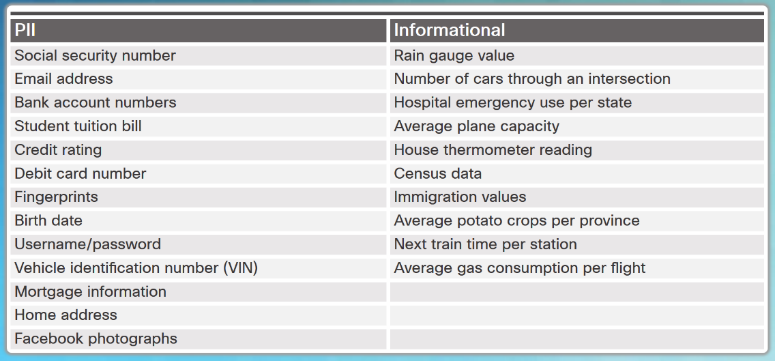 PII Informational
Social security number Rain gauge value
Email address Number of cars through an intersection
Bank account numbers Hospital emergency use per state
Student tuition bill Average plane capacity
Credit rating House thermometer reading
Debit card number Census data
Fingerprints Immigration values
Birth date Average potato crops per province
Username/password Next train time per station
Vehicle identification number (VIN) Average gas consumption per flight
Mortgage information
Home address
Facebook photographs